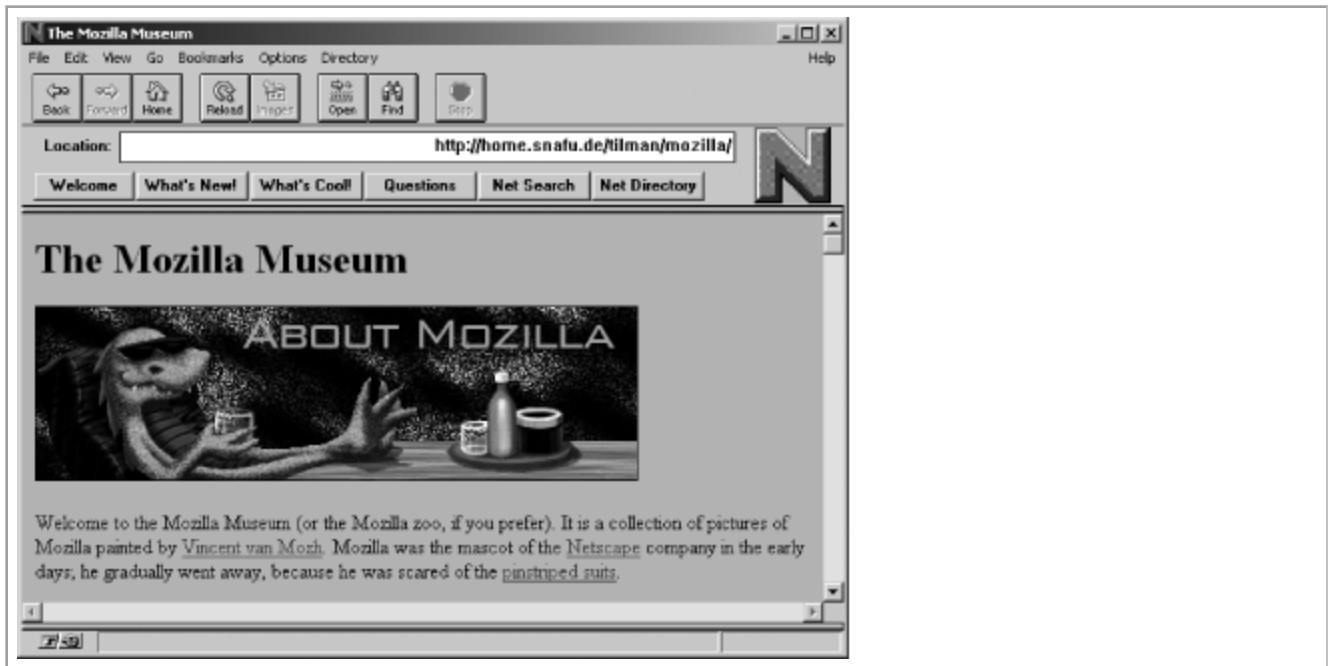 The Mozilla Museum
File Edit View Go Bookmarks Options Directory Help
Back Forward Home Reload Images Open Find Stop
Location: http://home.snafu.de/tilman/mozilla/
Welcome What's New! What's Cool! Questions Net Search Net Directory
N
The Mozilla Museum
ABOUT MOZILLA
Welcome to the Mozilla Museum (or the Mozilla zoo, if you prefer). It is a collection of pictures of
Mozilla painted by Vincent van Mozh. Mozilla was the mascot of the Netscape company in the early
days; he gradually went away, because he was scared of the pinstriped suits.